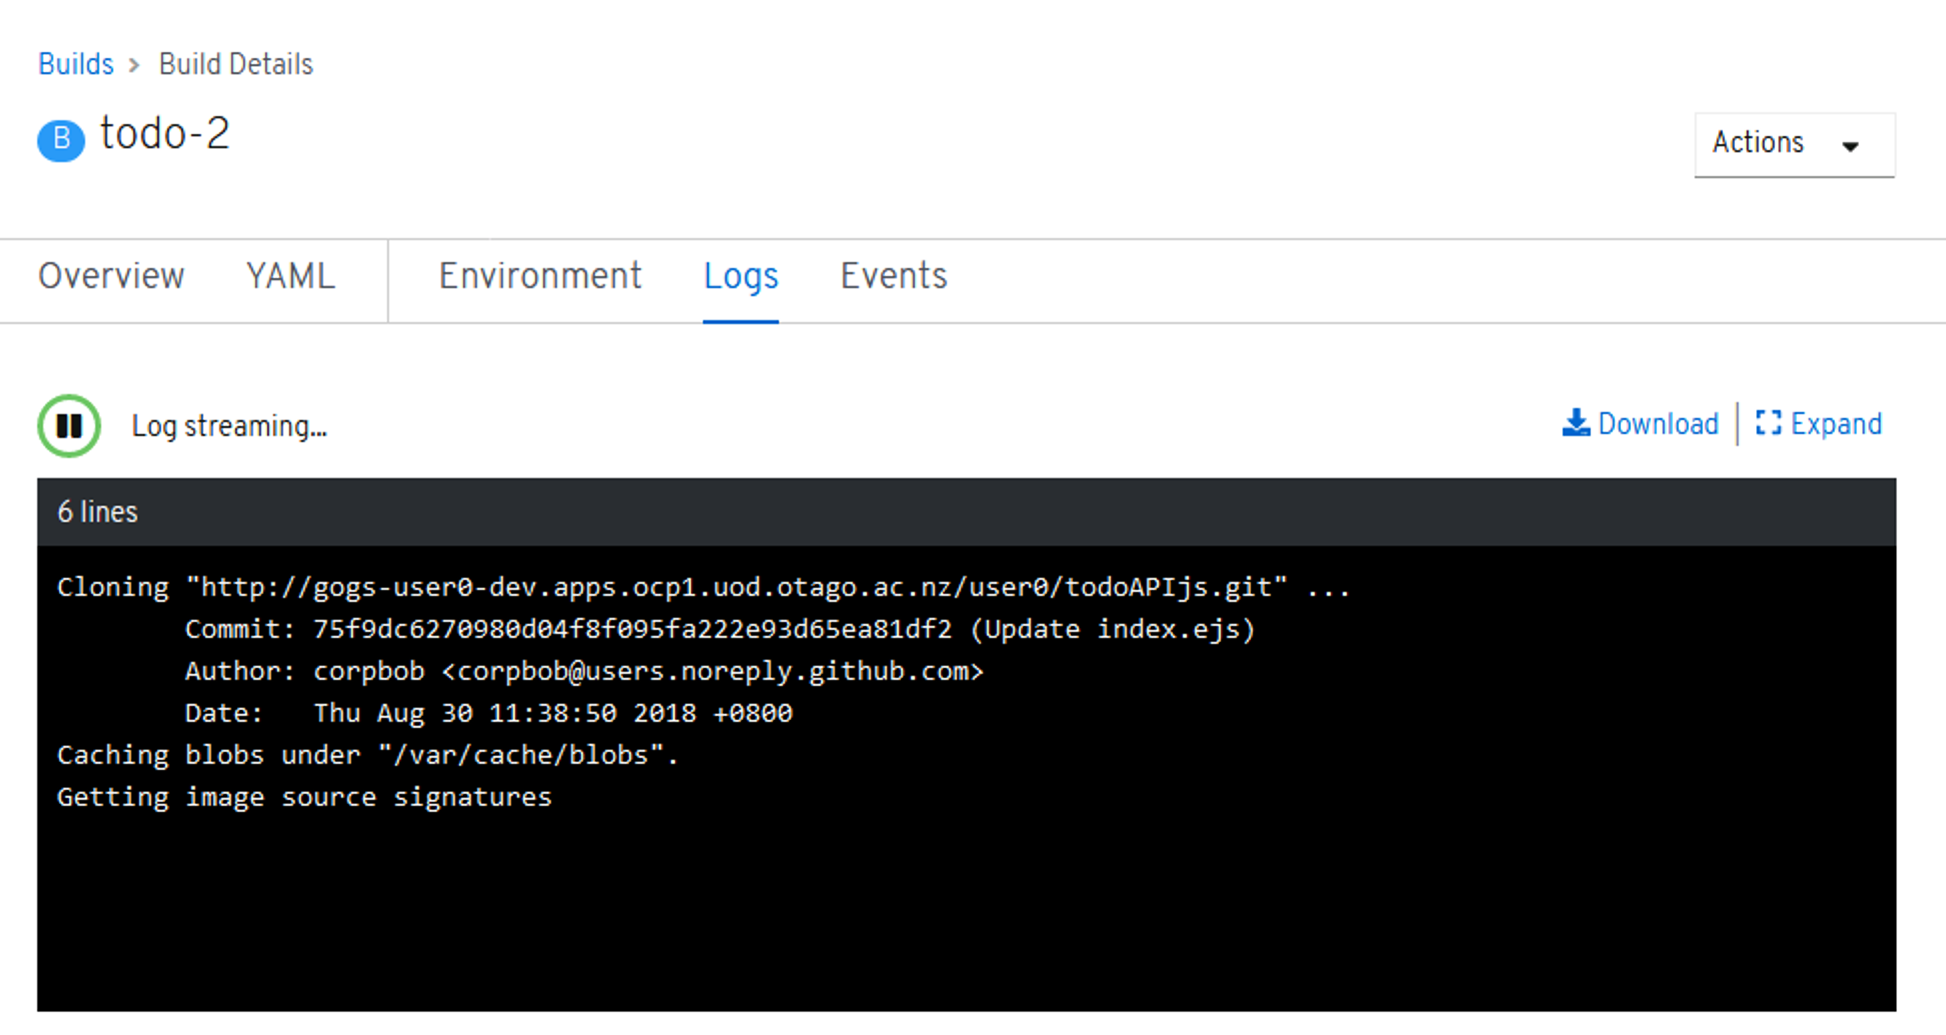 Builds > Build Details
B todo-2
Actions
Overview YAML Environment Logs Events
Log streaming...
Download Expand
6 lines
Cloning "http://gogs-user0-dev.apps.ocp1.uod.otago.ac.nz/user0/todoAPIjs.git" ...
Commit: 75f9dc6270980d04f8f095fa222e93d65ea81df2 (Update index.ejs)
Author: corpbob <corpbob@users.noreply.github.com>
Date: Thu Aug 30 11:38:50 2018 +0800
Caching blobs under "/var/cache/blobs".
Getting image source signatures